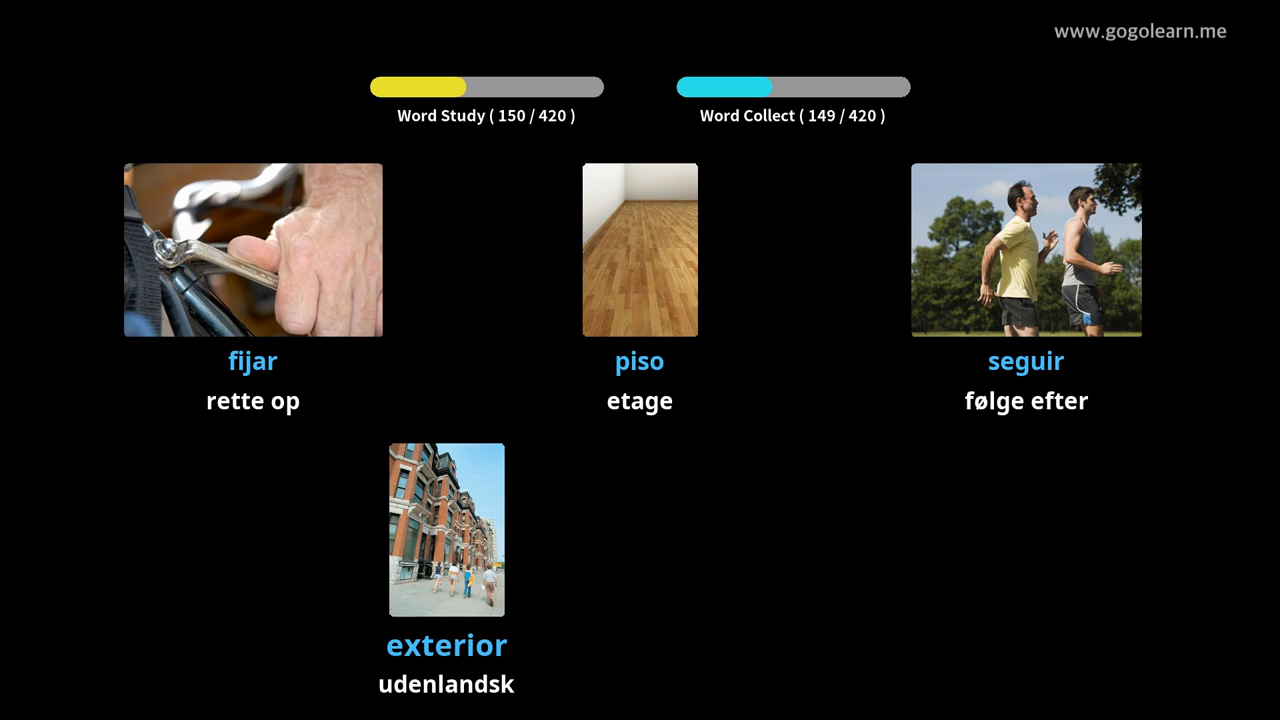 www.gogolearn.me
Word Study ( 150 / 420 )
Word Collect ( 149 / 420 )
fijar
rette op
piso
etage
seguir
følge efter
exterior
udenlandsk